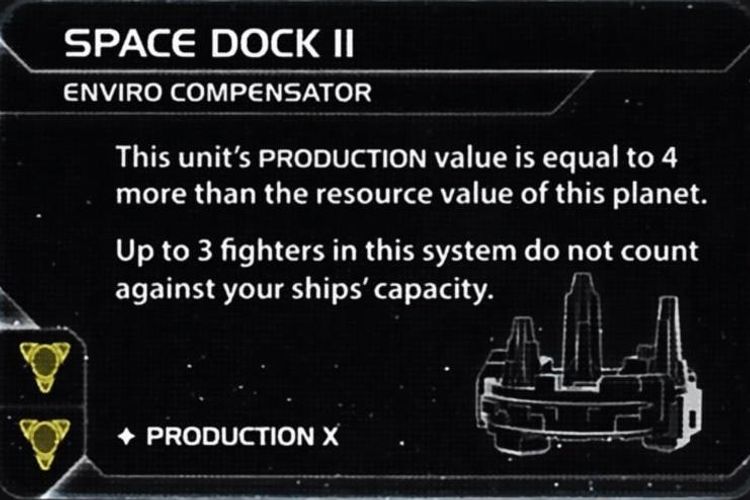 SPACE DOCK II
ENVIRO COMPENSATOR
This unit's PRODUCTION value is equal to 4
more than the resource value of this planet.
Up to 3 fighters in this system do not count
against your ships' capacity.
✦ PRODUCTION X